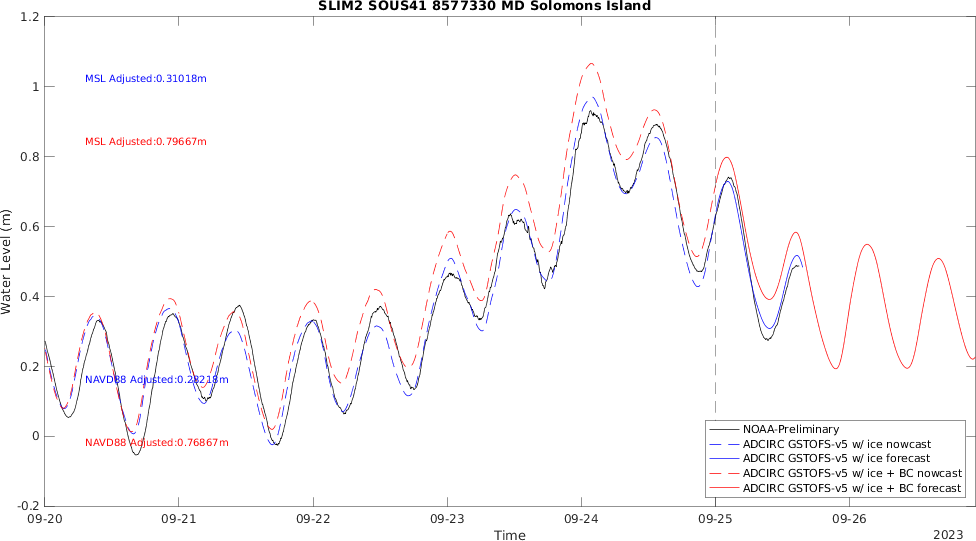 SLIM2 SOUS41 8577330 MD Solomons Island
1.2
1
0.8
0.6
0.4
0.2
0
-0.2
Water Level (m)
MSL Adjusted:0.31018m
MSL Adjusted:0.79667m
NAVD88 Adjusted:0.28218m
NAVD88 Adjusted:0.76867m
NOAA-Preliminary
ADCIRC GSTOFS-v5 w/ ice nowcast
ADCIRC GSTOFS-v5 w/ ice forecast
ADCIRC GSTOFS-v5 w/ ice + BC nowcast
ADCIRC GSTOFS-v5 w/ ice + BC forecast
09-20 09-21 09-22 09-23 09-24 09-25 09-26
Time
2023